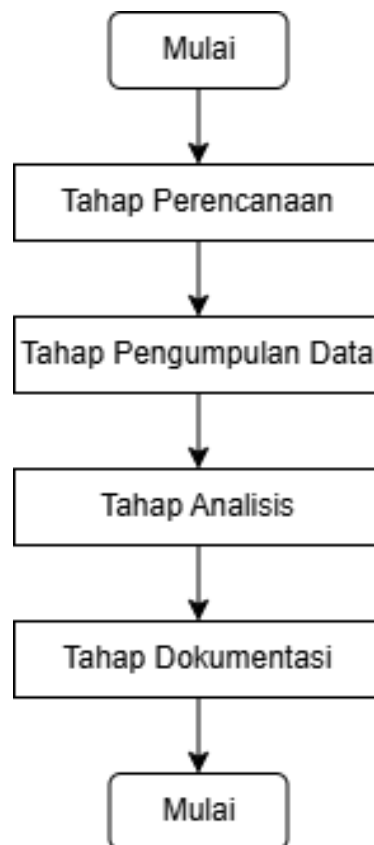 Mulai
Tahap Perencanaan
Tahap Pengumpulan Data
Tahap Analisis
Tahap Dokumentasi
Mulai